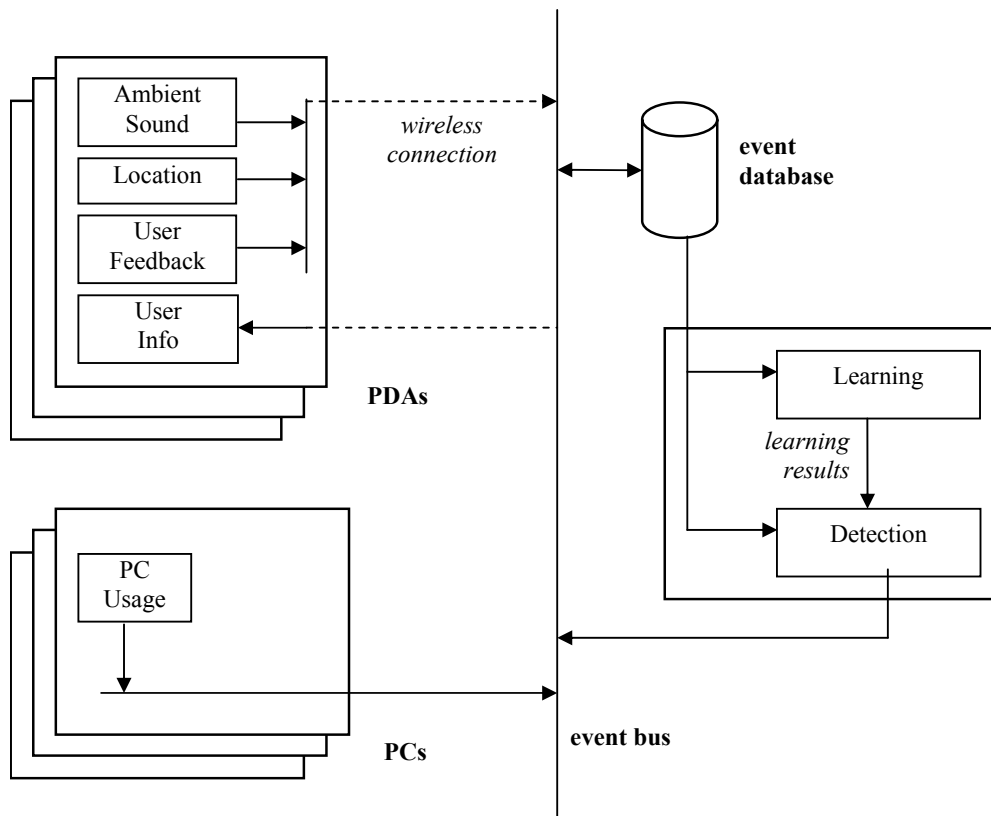 Ambient
Sound
Location
User
Feedback
User
Info
PDAs
wireless
connection
event
database
Learning
learning
results
Detection
PC
Usage
PCs
event bus